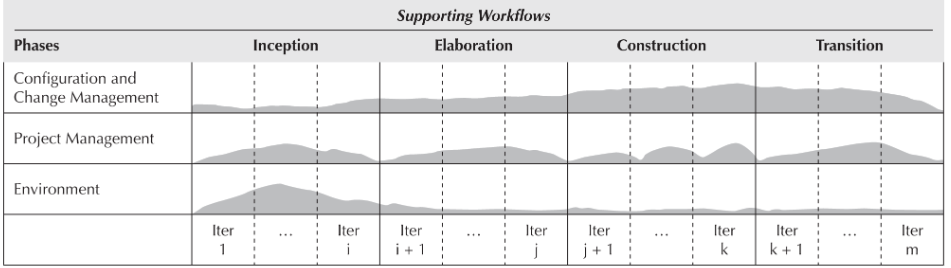 Supporting Workflows
Phases Inception Elaboration Construction Transition
Configuration and
Change Management
Project Management
Environment
Iter … Iter Iter … Iter Iter … Iter Iter … Iter
1 i i + 1 j j + 1 k k + 1 m